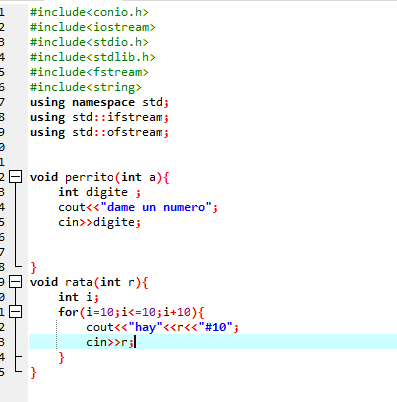 1 #include<conio.h>
2 #include<iostream>
3 #include<stdio.h>
4 #include<stdlib.h>
5 #include<fstream>
6 #include<string>
7 using namespace std;
8 using std::ifstream;
9 using std::ofstream;
0
1
2 void perrito(int a){
3 int digite ;
4 cout<<"dame un numero";
5 cin>>digite;
6
7
8 }
9 void rata(int r){
0 int i;
1 for(i=10;i<=10;i+10){
2 cout<<"hay"<<r<<"#10";
3 cin>>r;
4 }
5 }